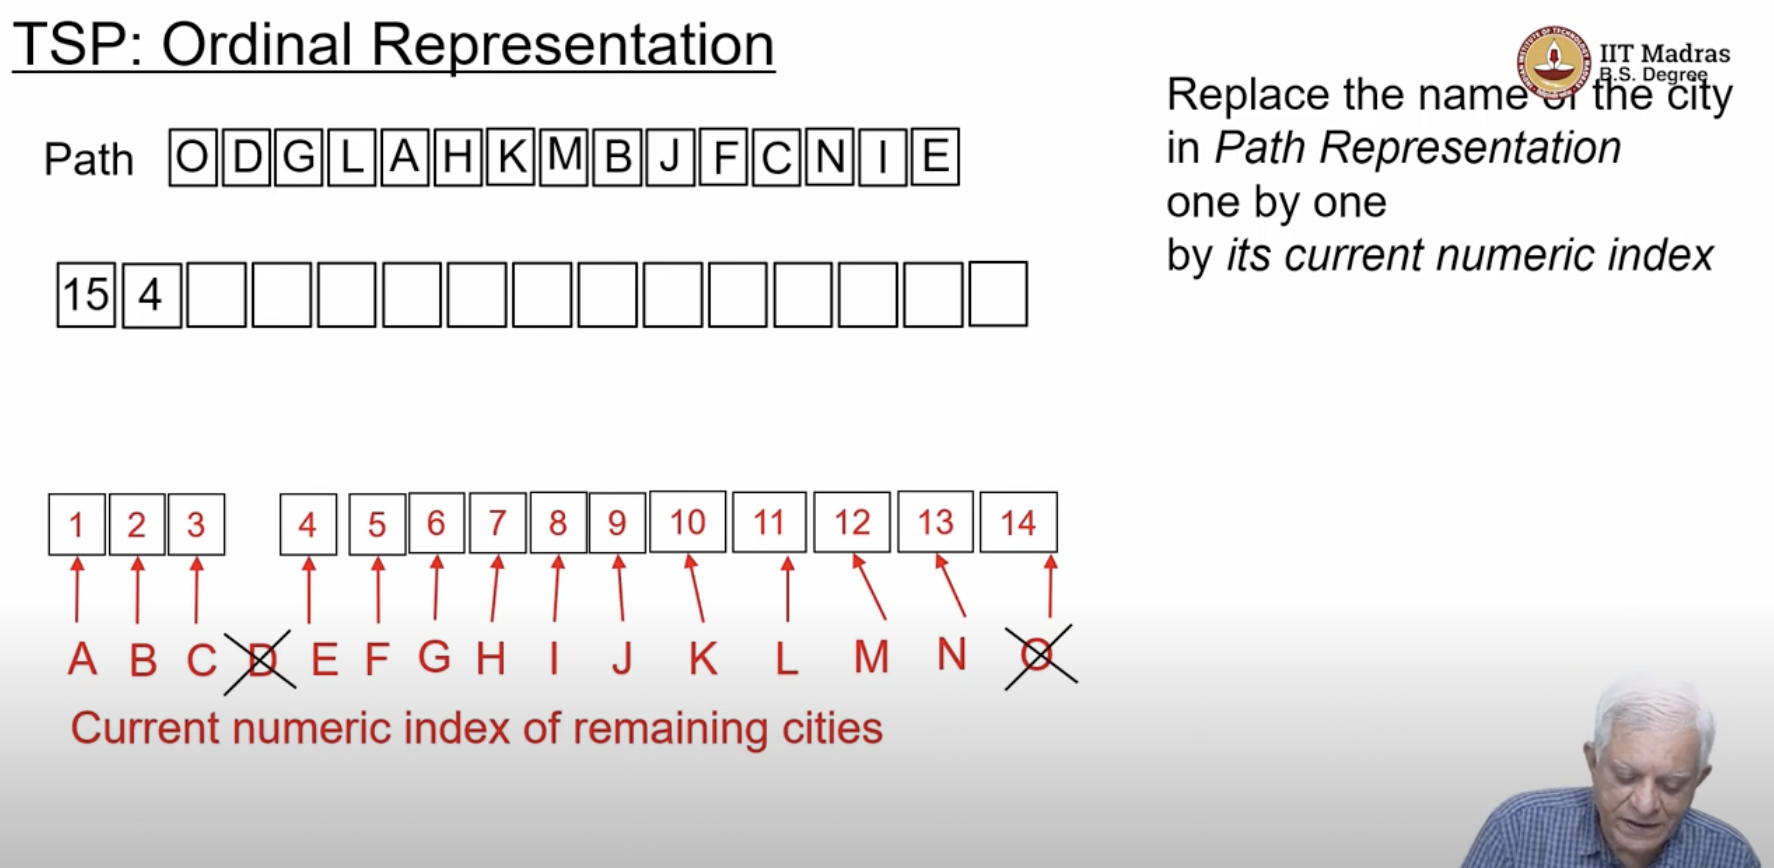 TSP: Ordinal Representation
IIT Madras
B.S. Degree
Replace the name of the city
in Path Representation
one by one
by its current numeric index
Path O D G L A H K M B J F C N I E
15 4
1 2 3 4 5 6 7 8 9 10 11 12 13 14
A B C D E F G H I J K L M N O
Current numeric index of remaining cities